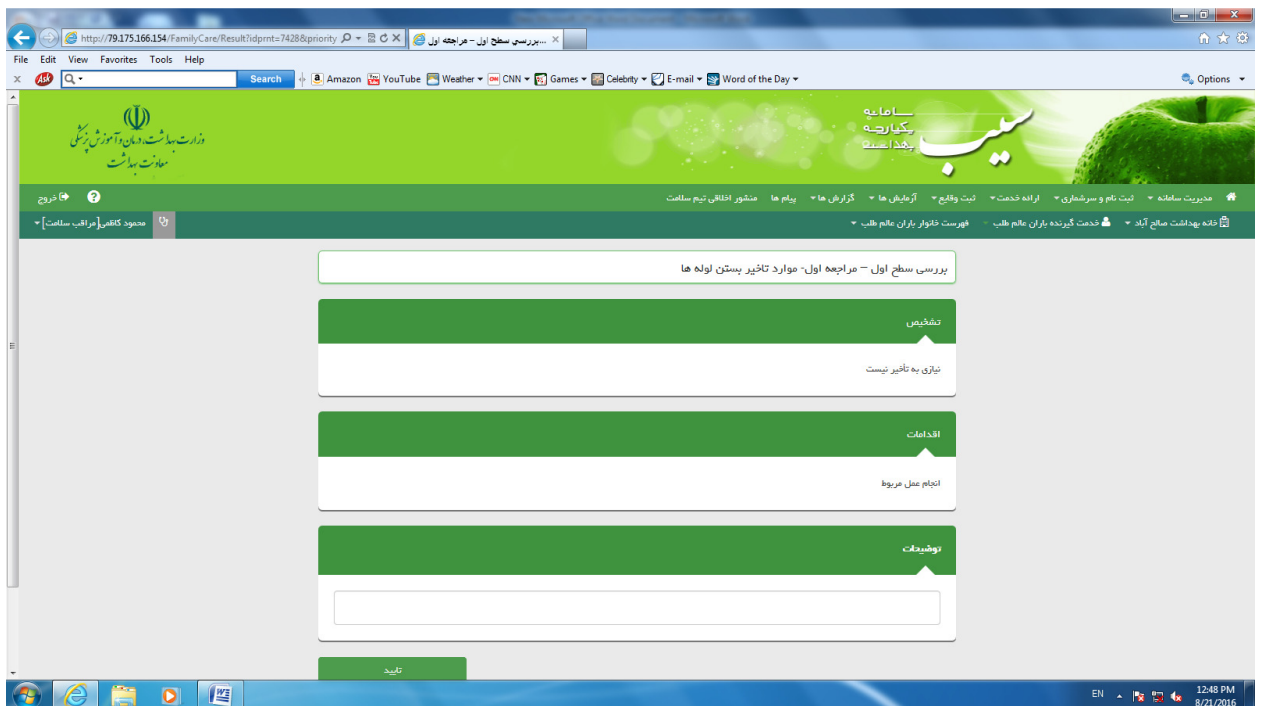 http://79.175.166.154/FamilyCare/Result?idprnt=7428&priority
بررسی سطح اول – مراجعه اول...
File Edit View Favorites Tools Help
Ask Search Amazon YouTube Weather CNN Games Celebrity E-mail Word of the Day Options
وزارت بهداشت، درمان و آموزش پزشکی
معاونت بهداشت
سامانه
یکپارچه
بهداشت
سیب
مدیریت سامانه ثبت نام و سرشماری ارائه خدمت ثبت وقایع آزمایش ها گزارش ها پیام ها منشور اخلاقی تیم سلامت ? خروج
خانه بهداشت صالح آباد خدمت گیرنده باران عالم طلب فهرست خانوار باران عالم طلب محمود کاظمی[مراقب سلامت]
بررسی سطح اول – مراجعه اول- موارد تاخیر بستن لوله ها
تشخیص
نیازی به تأخیر نیست
اقدامات
انجام عمل مربوط
توضیحات
تایید
EN 12:48 PM
8/21/2016